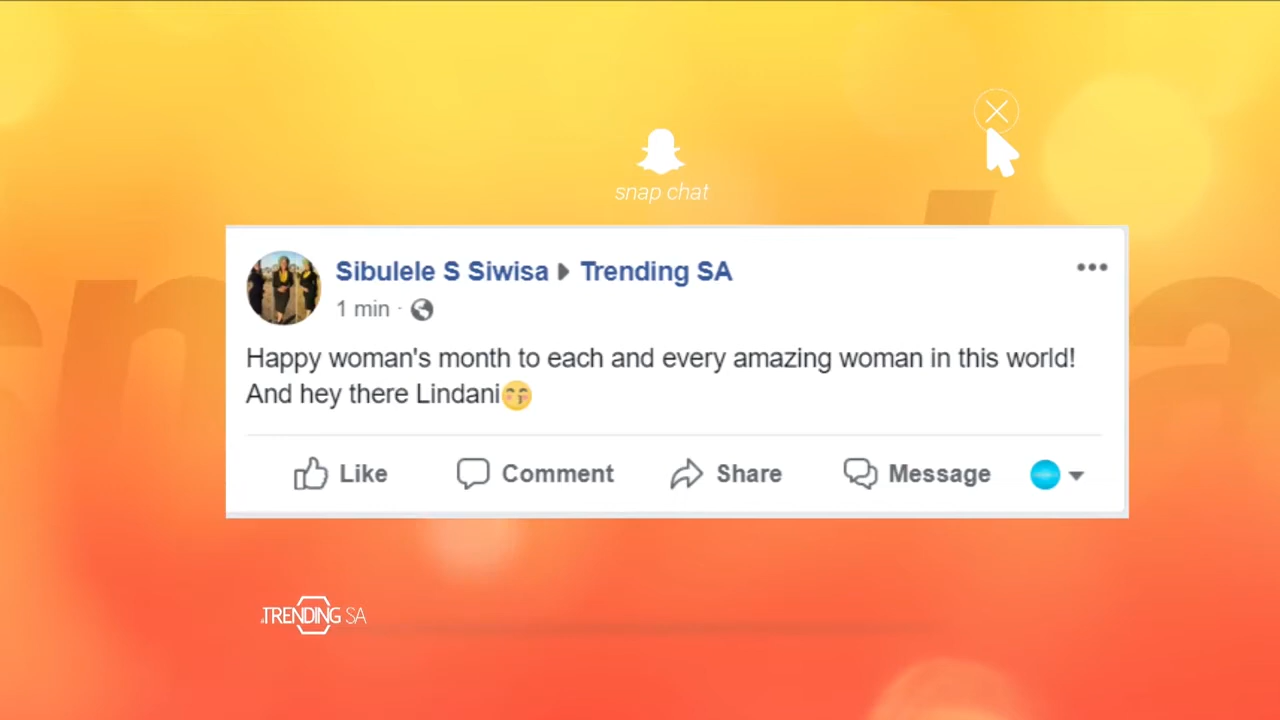 snap chat
Sibulele S Siwisa Trending SA
1 min ·
Happy woman's month to each and every amazing woman in this world!
And hey there Lindani😚
Like Comment Share Message
TRENDING SA